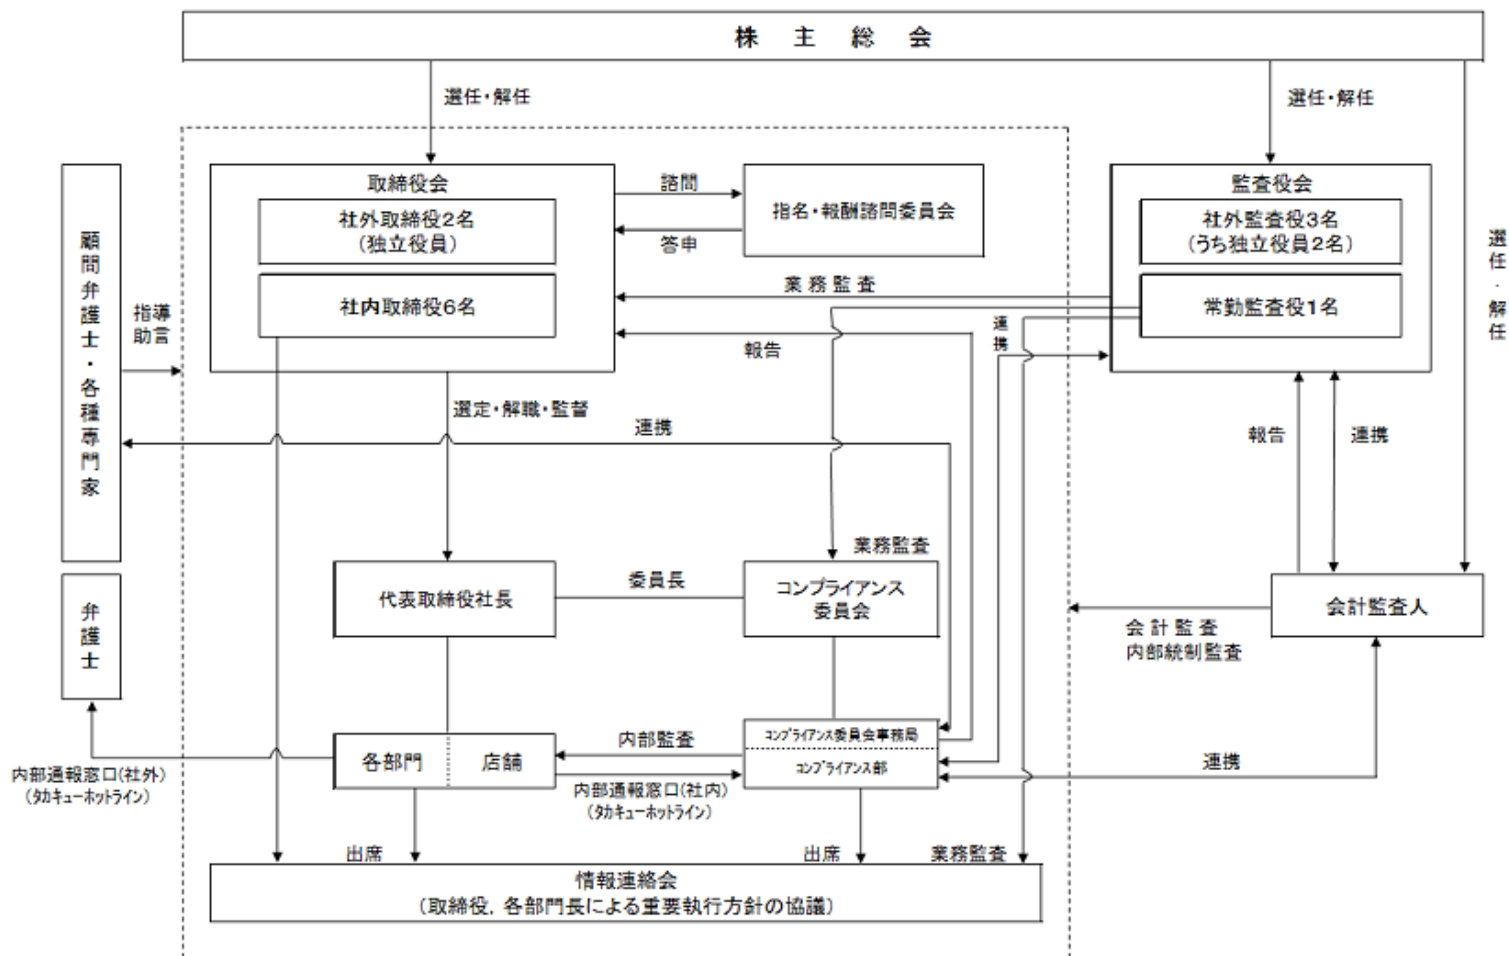 株主総会
選任・解任
選任・解任
選任・解任
顧問弁護士・各種専門家
指導
助言
取締役会
社外取締役2名
(独立役員)
社内取締役6名
諮問
答申
指名・報酬諮問委員会
監査役会
社外監査役3名
(うち独立役員2名)
常勤監査役1名
業務監査
連携
報告
選定・解職・監督
連携
報告
連携
業務監査
代表取締役社長
委員長
コンプライアンス
委員会
会計監査人
会計監査
内部統制監査
弁護士
内部通報窓口(社外)
(タカキューホットライン)
各部門
店舗
内部監査
内部通報窓口(社内)
(タカキューホットライン)
コンプライアンス委員会事務局
コンプライアンス部
連携
出席
出席
業務監査
情報連絡会
(取締役,各部門長による重要執行方針の協議)